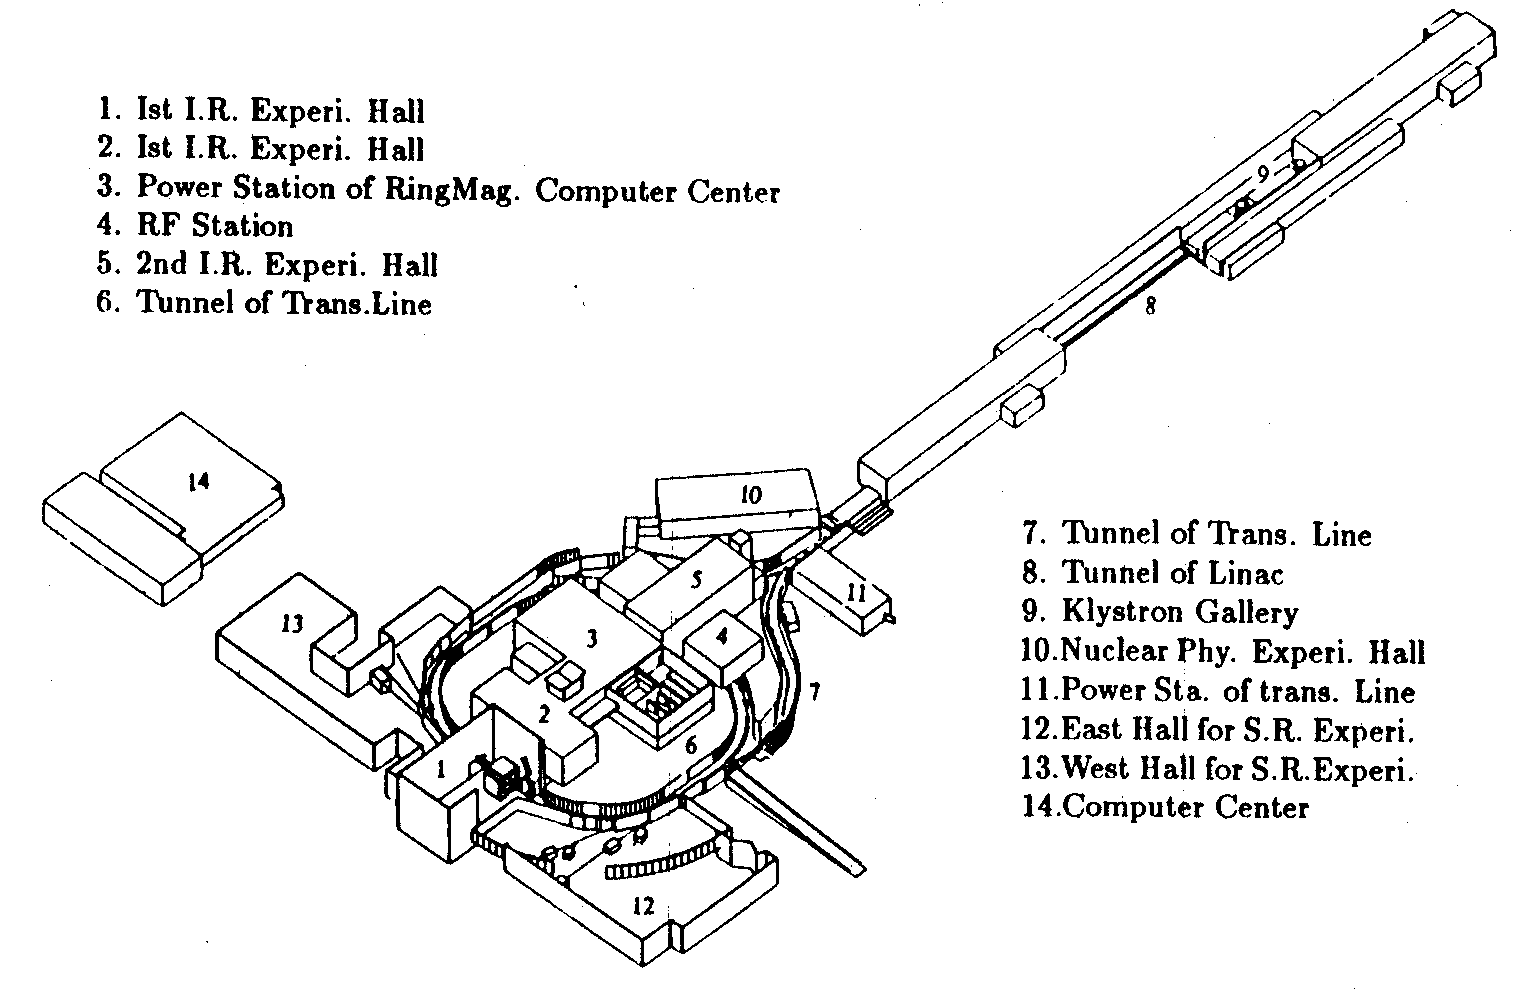 1. Ist I.R. Experi. Hall
2. Ist I.R. Experi. Hall
3. Power Station of RingMag. Computer Center
4. RF Station
5. 2nd I.R. Experi. Hall
6. Tunnel of Trans.Line
9
8
14
10
13
5
11
3
4
7
2
6
1
12
7. Tunnel of Trans. Line
8. Tunnel of Linac
9. Klystron Gallery
10.Nuclear Phy. Experi. Hall
11.Power Sta. of trans. Line
12.East Hall for S.R. Experi.
13.West Hall for S.R.Experi.
14.Computer Center